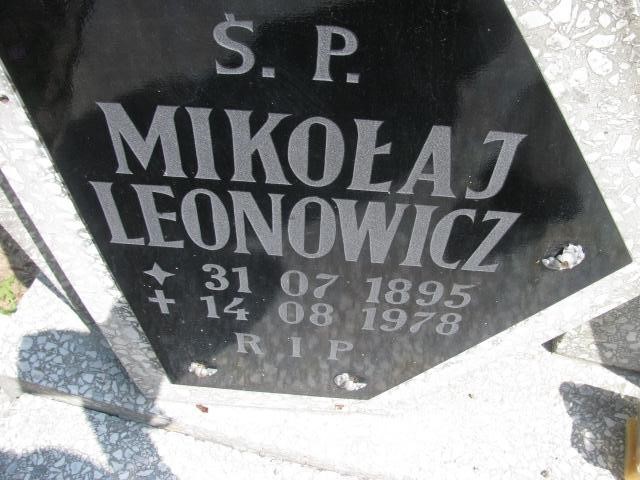 Ś. P.
MIKOŁAJ
LEONOWICZ
✦ 31 07 1895
✝ 14 08 1978
R I P